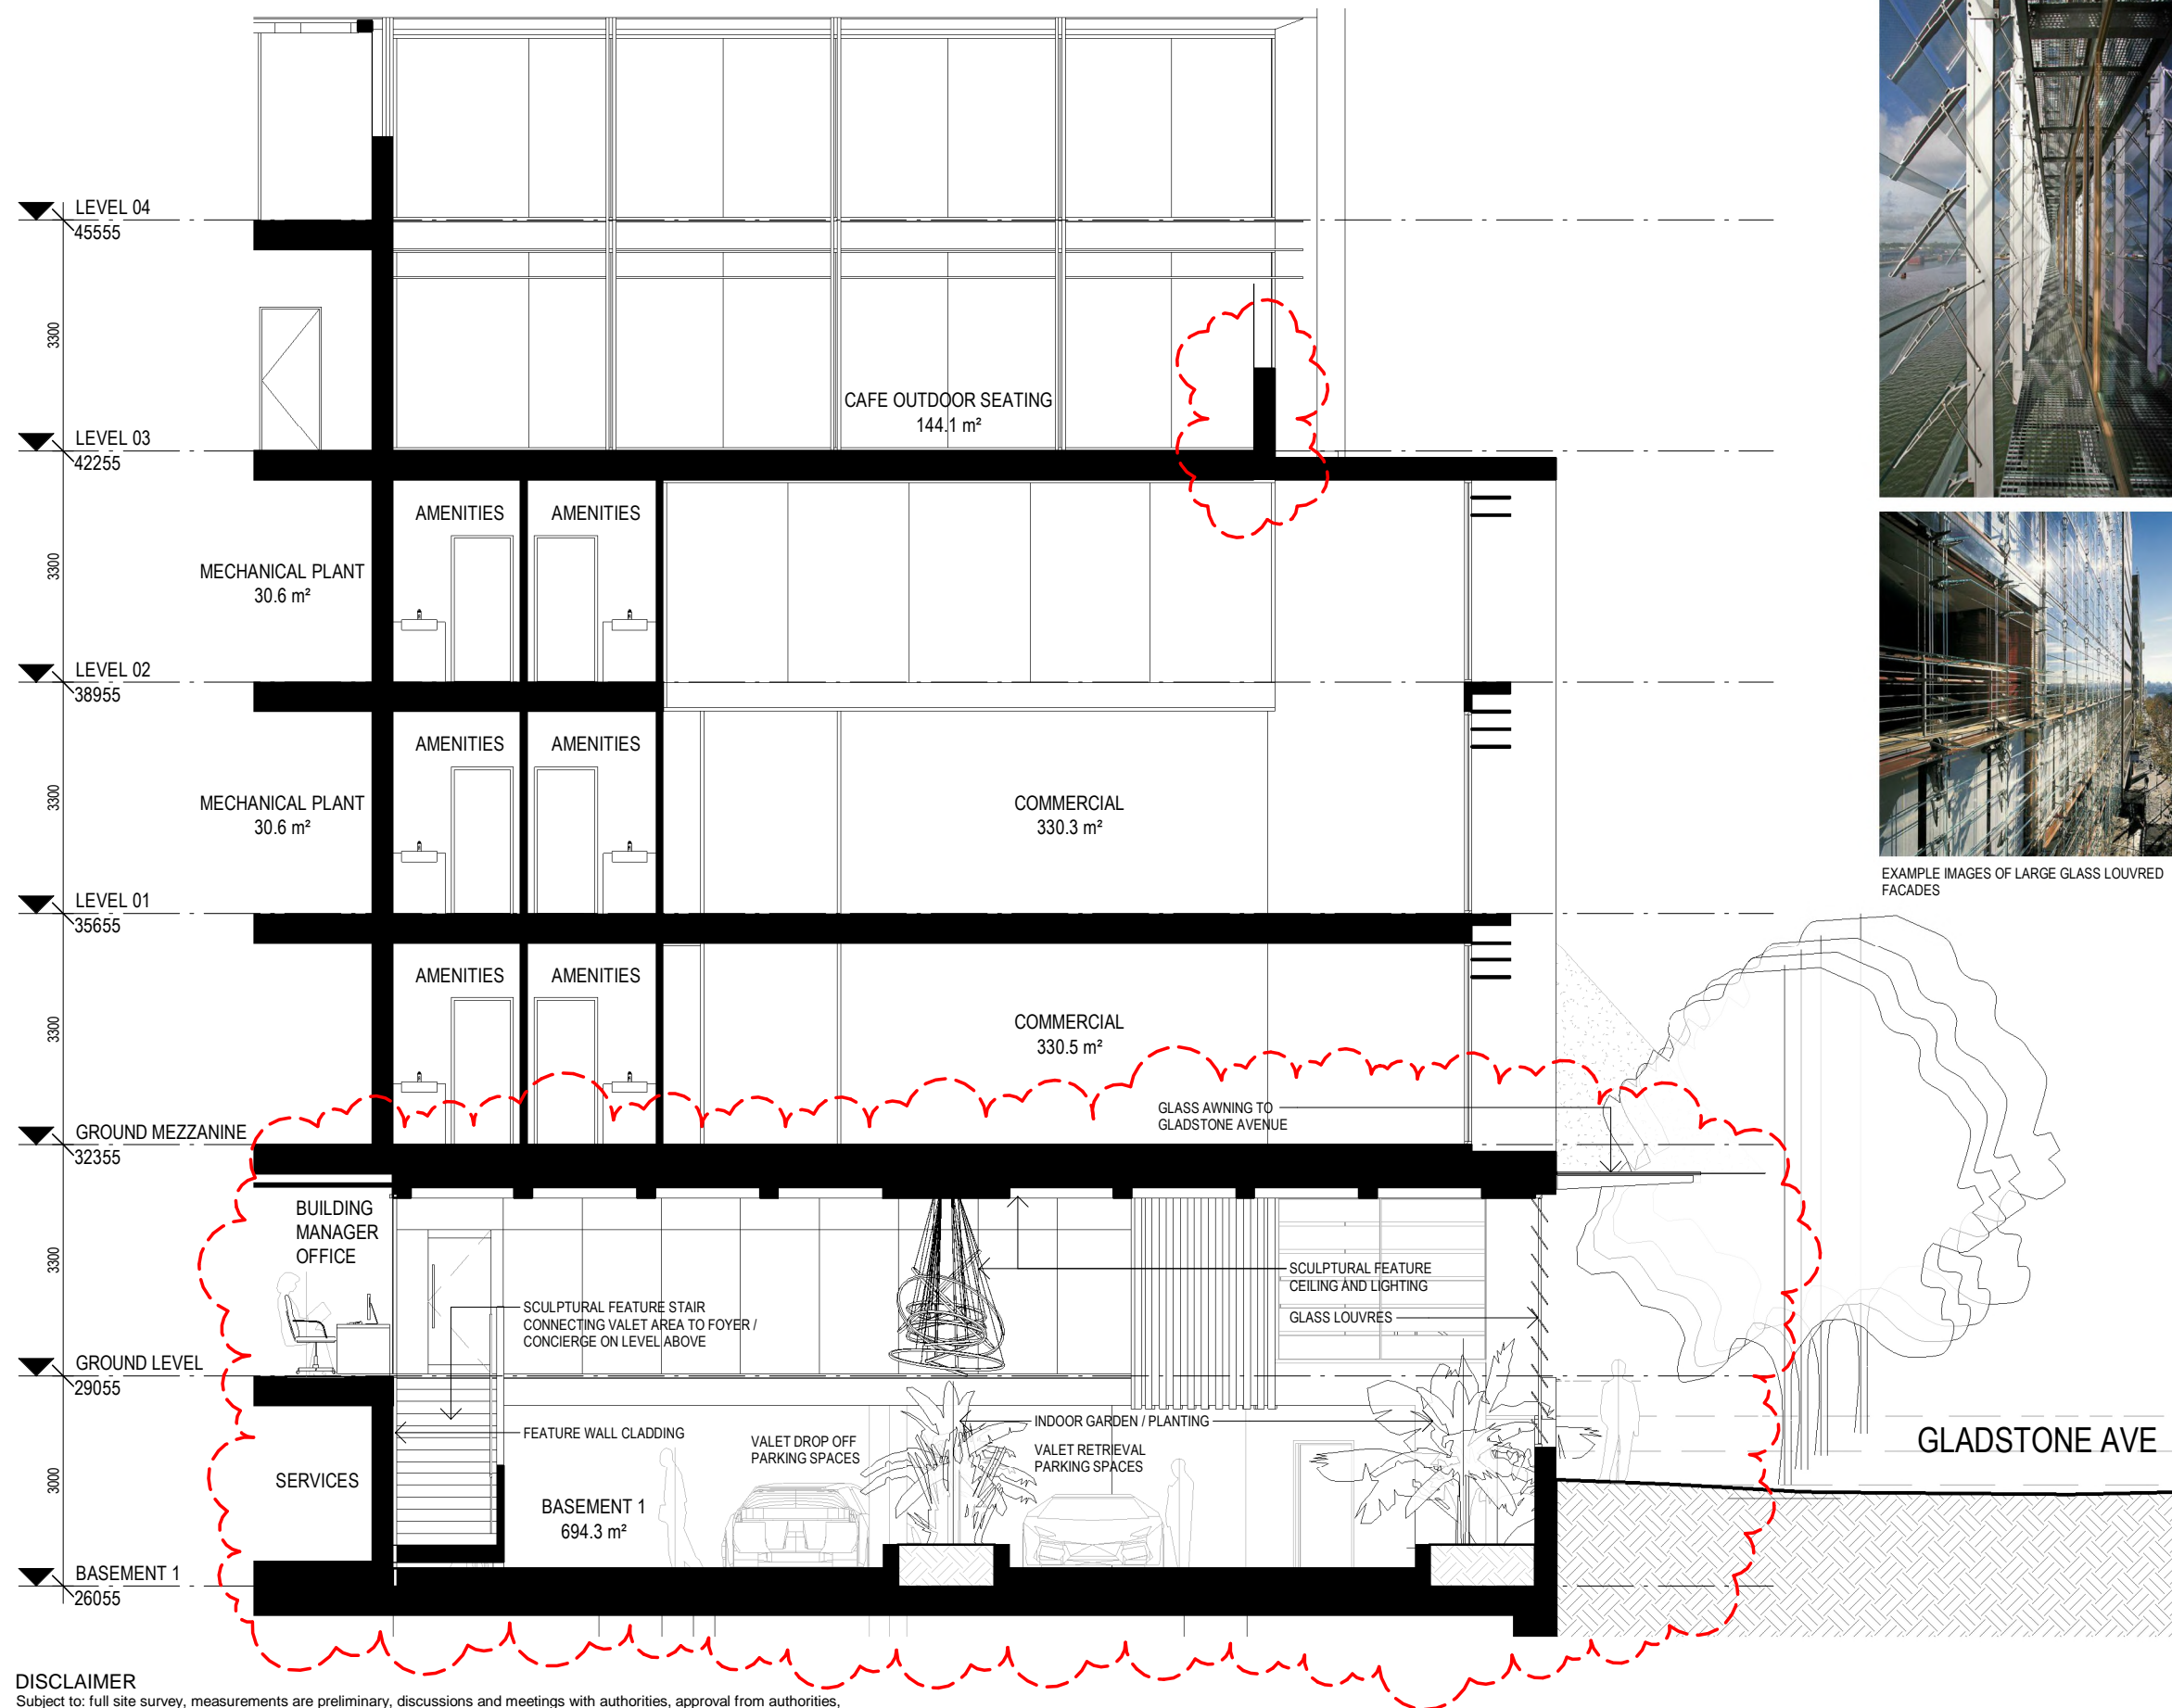 LEVEL 04
45555
3300
CAFE OUTDOOR SEATING
144.1 m²
LEVEL 03
42255
AMENITIES
AMENITIES
3300
MECHANICAL PLANT
30.6 m²
LEVEL 02
38955
AMENITIES
AMENITIES
3300
MECHANICAL PLANT
30.6 m²
COMMERCIAL
330.3 m²
EXAMPLE IMAGES OF LARGE GLASS LOUVRED
FACADES
LEVEL 01
35655
AMENITIES
AMENITIES
3300
COMMERCIAL
330.5 m²
GLASS AWNING TO
GLADSTONE AVENUE
GROUND MEZZANINE
32355
BUILDING
MANAGER
OFFICE
3300
SCULPTURAL FEATURE
CEILING AND LIGHTING
GLASS LOUVRES
SCULPTURAL FEATURE STAIR
CONNECTING VALET AREA TO FOYER /
CONCIERGE ON LEVEL ABOVE
GROUND LEVEL
29055
INDOOR GARDEN / PLANTING
FEATURE WALL CLADDING
VALET DROP OFF
PARKING SPACES
VALET RETRIEVAL
PARKING SPACES
GLADSTONE AVE
3000
SERVICES
BASEMENT 1
694.3 m²
BASEMENT 1
26055
DISCLAIMER
Subject to: full site survey, measurements are preliminary, discussions and meetings with authorities, approval from authorities,